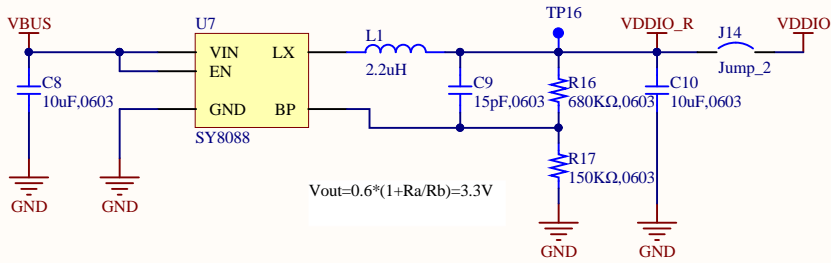 VBUS
U7
TP16
VDDIO_R
J14
VDDIO
L1
VIN
LX
EN
2.2uH
Jump_2
C8
10uF,0603
C9
15pF,0603
R16
680KΩ,0603
C10
10uF,0603
GND
BP
SY8088
R17
150KΩ,0603
Vout=0.6*(1+Ra/Rb)=3.3V
GND
GND
GND
GND